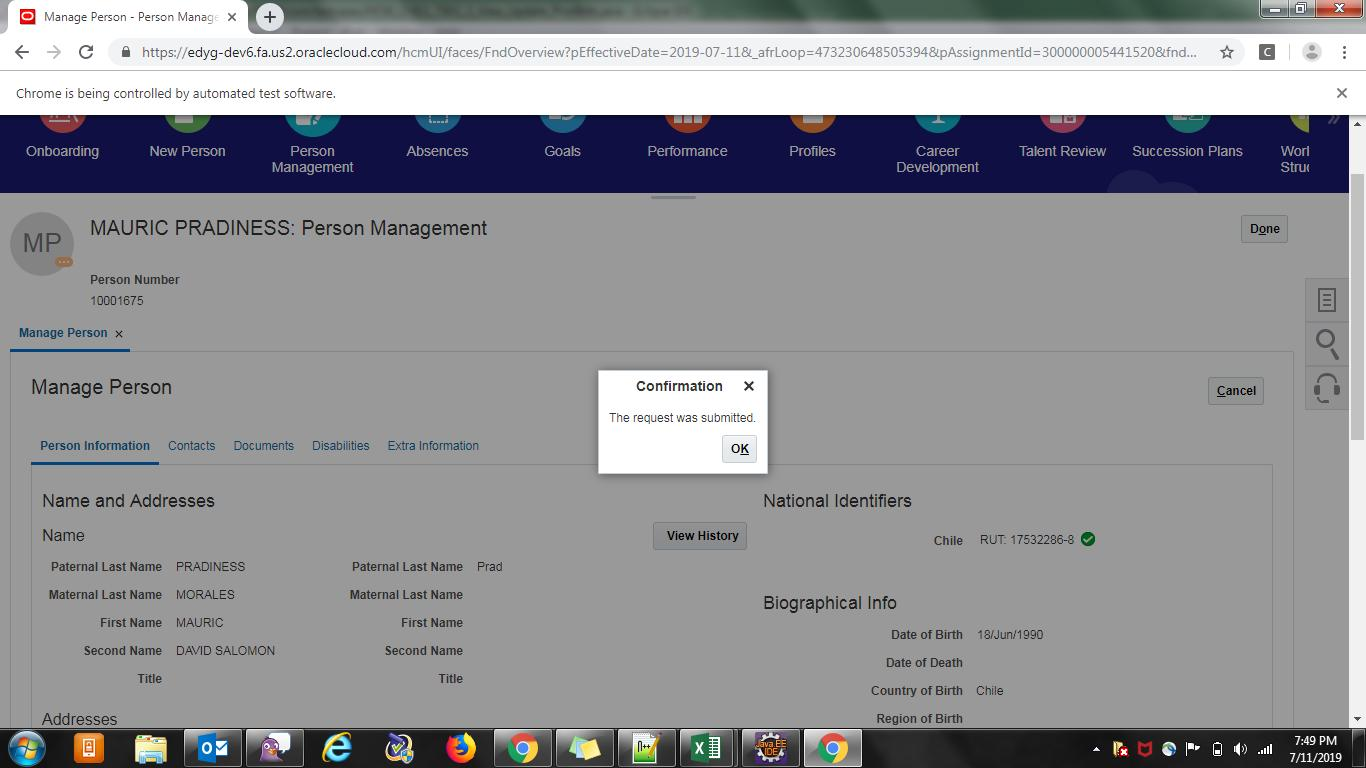 Manage Person - Person Manage
https://edyg-dev6.fa.us2.oraclecloud.com/hcmUI/faces/FndOverview?pEffectiveDate=2019-07-11&_afrLoop=473230648505394&pAssignmentId=300000005441520&fnd...
C
Chrome is being controlled by automated test software.
Onboarding
New Person
Person
Management
Absences
Goals
Performance
Profiles
Career
Development
Talent Review
Succession Plans
Worl
Struc
MP
MAURIC PRADINESS: Person Management
Done
Person Number
10001675
Manage Person
Manage Person
Cancel
Confirmation
The request was submitted.
OK
Person Information
Contacts
Documents
Disabilities
Extra Information
Name and Addresses
Name
View History
Paternal Last Name PRADINESS
Paternal Last Name Prad
Maternal Last Name MORALES
Maternal Last Name
First Name MAURIC
First Name
Second Name DAVID SALOMON
Second Name
Title
Title
Addresses
National Identifiers
Chile RUT: 17532286-8
Biographical Info
Date of Birth 18/Jun/1990
Date of Death
Country of Birth Chile
Region of Birth
Java EE
IDE
7:49 PM
7/11/2019